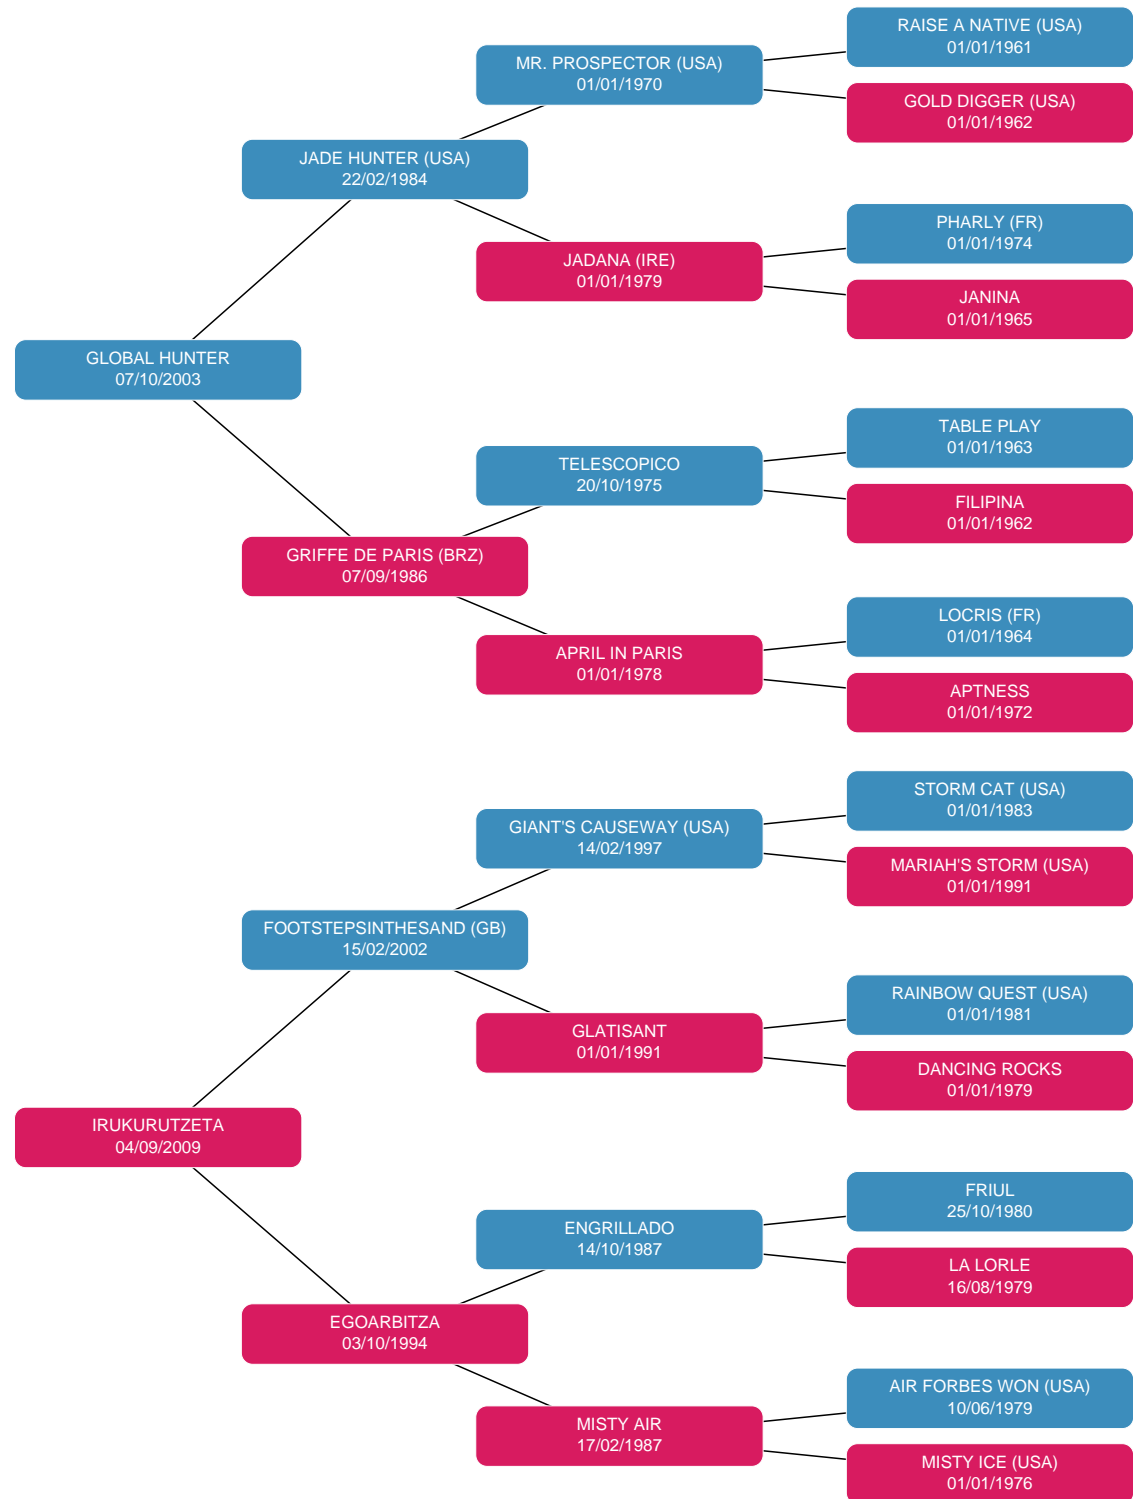 RAISE A NATIVE (USA)
01/01/1961
MR. PROSPECTOR (USA)
01/01/1970
GOLD DIGGER (USA)
01/01/1962
JADE HUNTER (USA)
22/02/1984
PHARLY (FR)
01/01/1974
JADANA (IRE)
01/01/1979
JANINA
01/01/1965
GLOBAL HUNTER
07/10/2003
TABLE PLAY
01/01/1963
TELESCOPICO
20/10/1975
FILIPINA
01/01/1962
GRIFFE DE PARIS (BRZ)
07/09/1986
LOCRIS (FR)
01/01/1964
APRIL IN PARIS
01/01/1978
APTNESS
01/01/1972
STORM CAT (USA)
01/01/1983
GIANT'S CAUSEWAY (USA)
14/02/1997
MARIAH'S STORM (USA)
01/01/1991
FOOTSTEPSINTHESAND (GB)
15/02/2002
RAINBOW QUEST (USA)
01/01/1981
GLATISANT
01/01/1991
DANCING ROCKS
01/01/1979
IRUKURUTZETA
04/09/2009
FRIUL
25/10/1980
ENGRILLADO
14/10/1987
LA LORLE
16/08/1979
EGOARBITZA
03/10/1994
AIR FORBES WON (USA)
10/06/1979
MISTY AIR
17/02/1987
MISTY ICE (USA)
01/01/1976